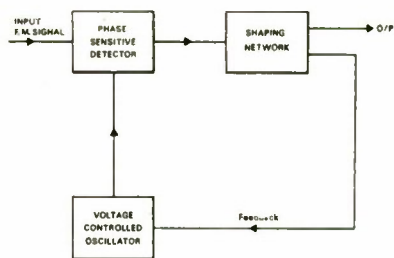 INPUT
F.M. SIGNAL
PHASE
SENSITIVE
DETECTOR
SHAPING
NETWORK
O/P
VOLTAGE
CONTROLLED
OSCILLATOR
Feedback